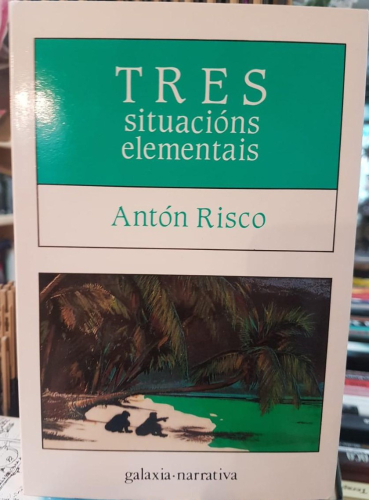 TRES
situacións
elementais
Antón Risco
galaxia-narrativa